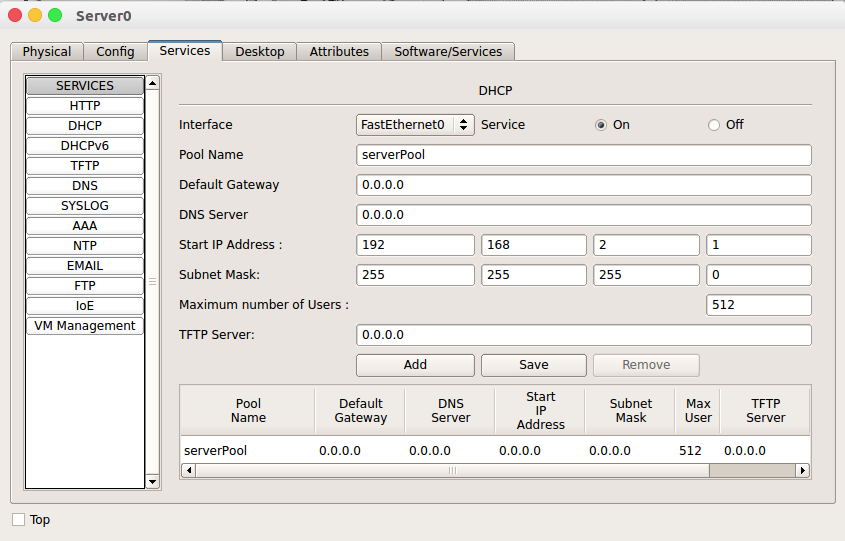 Server0
Physical Config Services Desktop Attributes Software/Services
SERVICES
HTTP
DHCP
DHCPv6
TFTP
DNS
SYSLOG
AAA
NTP
EMAIL
FTP
IoE
VM Management
DHCP
Interface FastEthernet0 Service On Off
Pool Name serverPool
Default Gateway 0.0.0.0
DNS Server 0.0.0.0
Start IP Address : 192 168 2 1
Subnet Mask: 255 255 255 0
Maximum number of Users : 512
TFTP Server: 0.0.0.0
Add Save Remove
Pool Name Default Gateway DNS Server Start IP Address Subnet Mask Max User TFTP Server
serverPool 0.0.0.0 0.0.0.0 0.0.0.0 0.0.0.0 512 0.0.0.0
Top